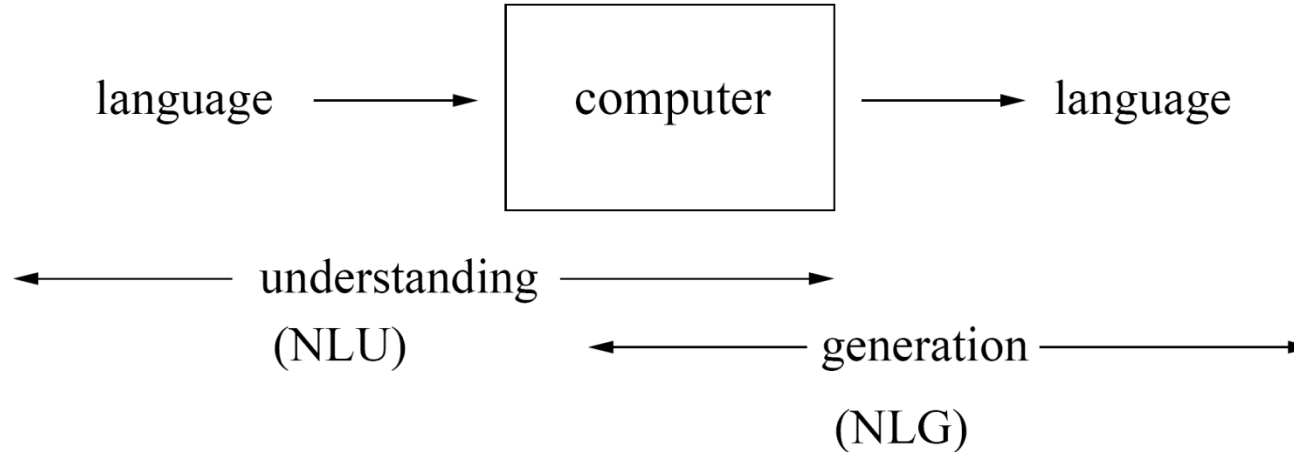 language computer language
understanding
(NLU)
generation
(NLG)